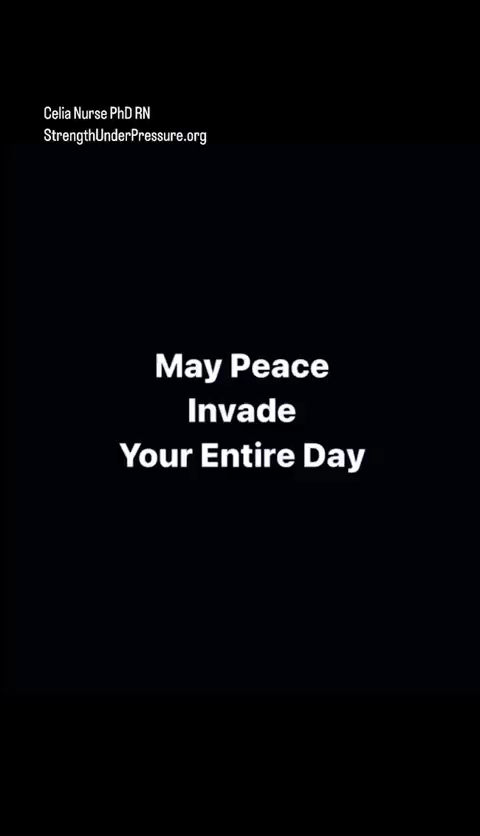 Celia Nurse PhD RN
StrengthUnderPressure.org
May Peace
Invade
Your Entire Day